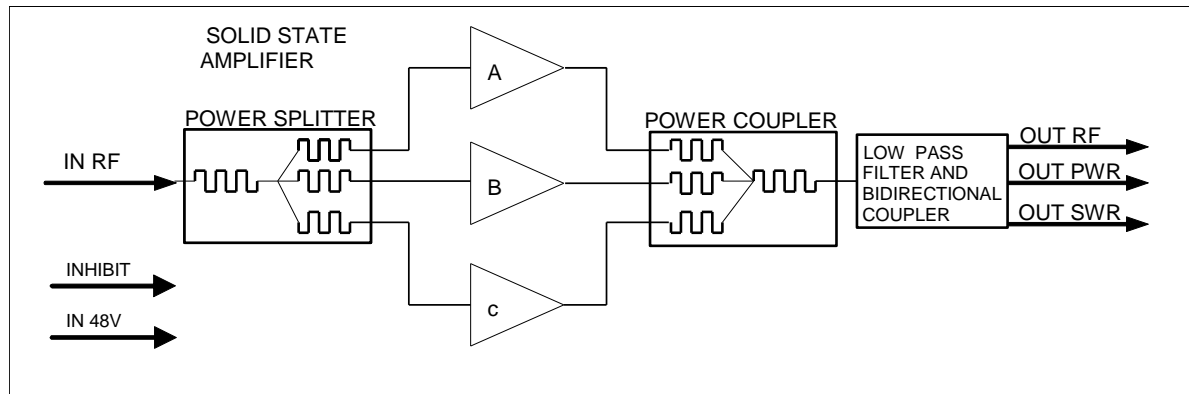 SOLID STATE
AMPLIFIER
A
POWER SPLITTER
POWER COUPLER
IN RF
B
LOW PASS
FILTER AND
BIDIRECTIONAL
COUPLER
OUT RF
OUT PWR
OUT SWR
INHIBIT
IN 48V
c